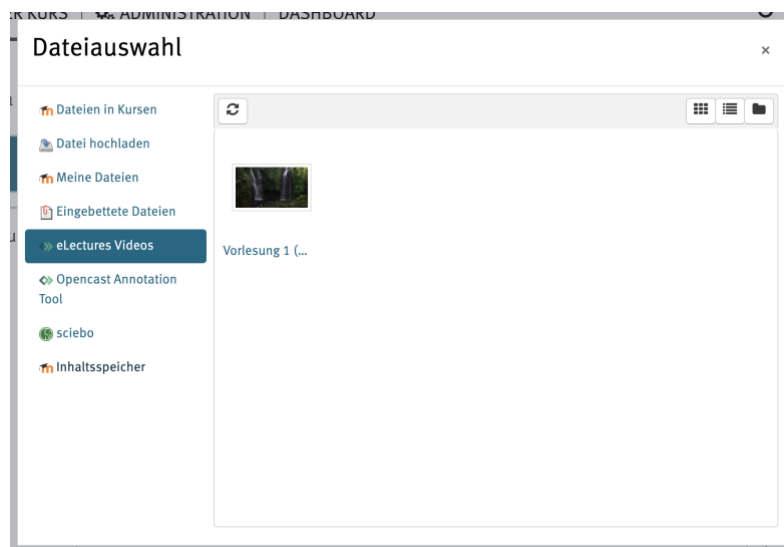 KURS | ADMINISTRATION | DASHBOARD
Dateiauswahl
×
Dateien in Kursen
Datei hochladen
Meine Dateien
Eingebettete Dateien
eLectures Videos
Opencast Annotation
Tool
sciebo
Inhaltsspeicher
Vorlesung 1 (...